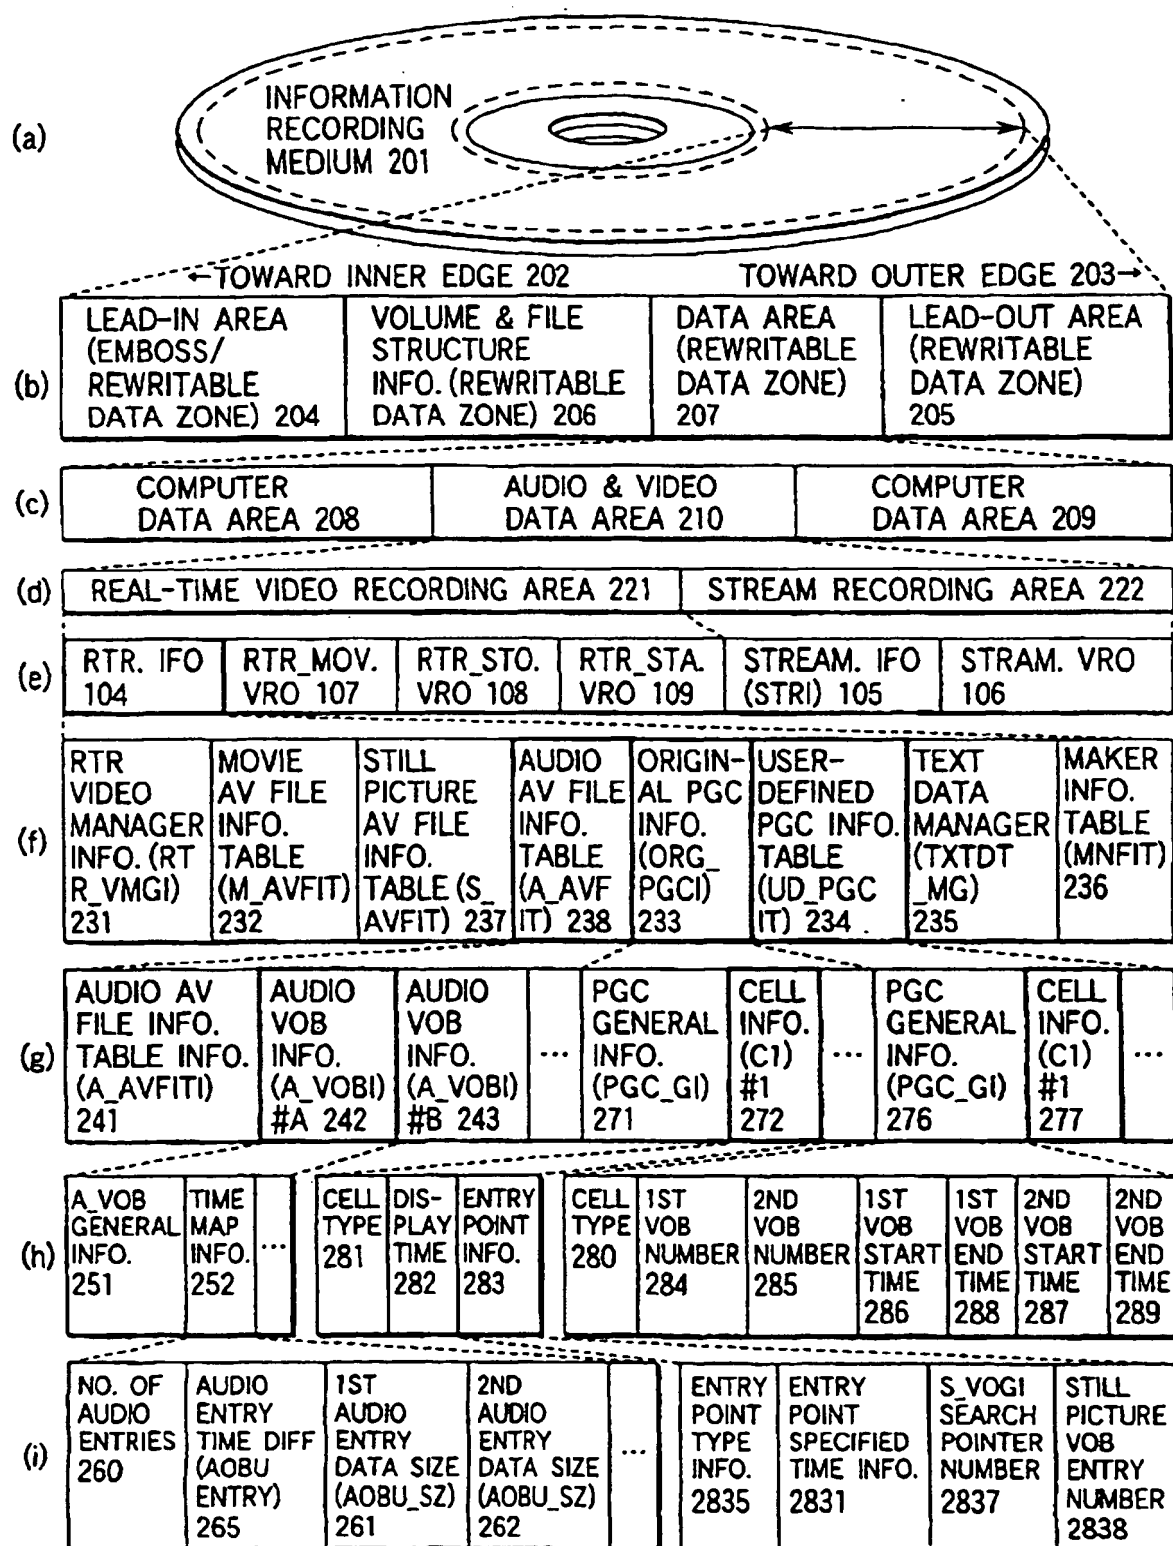 (a)
INFORMATION
RECORDING
MEDIUM 201
←TOWARD INNER EDGE 202
TOWARD OUTER EDGE 203→
(b)
LEAD-IN AREA
(EMBOSS/
REWRITABLE
DATA ZONE) 204
VOLUME & FILE
STRUCTURE
INFO. (REWRITABLE
DATA ZONE) 206
DATA AREA
(REWRITABLE
DATA ZONE)
207
LEAD-OUT AREA
(REWRITABLE
DATA ZONE)
205
(c)
COMPUTER
DATA AREA 208
AUDIO & VIDEO
DATA AREA 210
COMPUTER
DATA AREA 209
(d)
REAL-TIME VIDEO RECORDING AREA 221
STREAM RECORDING AREA 222
(e)
RTR. IFO
104
RTR_MOV.
VRO 107
RTR_STO.
VRO 108
RTR_STA.
VRO 109
STREAM. IFO
(STRI) 105
STRAM. VRO
106
(f)
RTR
VIDEO
MANAGER
INFO. (RT
R_VMGI)
231
MOVIE
AV FILE
INFO.
TABLE
(M_AVFIT)
232
STILL
PICTURE
AV FILE
INFO.
TABLE (S_
AVFIT) 237
AUDIO
AV FILE
INFO.
TABLE
(A_AVF
IT) 238
ORIGIN-
AL PGC
INFO.
(ORG_
PGCI)
233
USER-
DEFINED
PGC INFO.
TABLE
(UD_PGC
IT) 234 .
TEXT
DATA
MANAGER
(TXTDT
_MG)
235
MAKER
INFO.
TABLE
(MNFIT)
236
(g)
AUDIO AV
FILE INFO.
TABLE INFO.
(A_AVFITI)
241
AUDIO
VOB
INFO.
(A_VOBI)
#A 242
AUDIO
VOB
INFO.
(A_VOBI)
#B 243
...
PGC
GENERAL
INFO.
(PGC_GI)
271
CELL
INFO.
(C1)
#1
272
...
PGC
GENERAL
INFO.
(PGC_GI)
276
CELL
INFO.
(C1)
#1
277
...
(h)
A_VOB
GENERAL
INFO.
251
TIME
MAP
INFO.
252
...
CELL
TYPE
281
DIS-
PLAY
TIME
282
ENTRY
POINT
INFO.
283
CELL
TYPE
280
1ST
VOB
NUMBER
284
2ND
VOB
NUMBER
285
1ST
VOB
START
TIME
286
1ST
VOB
END
TIME
288
2ND
VOB
START
TIME
287
2ND
VOB
END
TIME
289
(i)
NO. OF
AUDIO
ENTRIES
260
AUDIO
ENTRY
TIME DIFF
(AOBU
ENTRY)
265
1ST
AUDIO
ENTRY
DATA SIZE
(AOBU_SZ)
261
2ND
AUDIO
ENTRY
DATA SIZE
(AOBU_SZ)
262
...
ENTRY
POINT
TYPE
INFO.
2835
ENTRY
POINT
SPECIFIED
TIME INFO.
2831
S_VOGI
SEARCH
POINTER
NUMBER
2837
STILL
PICTURE
VOB
ENTRY
NUMBER
2838